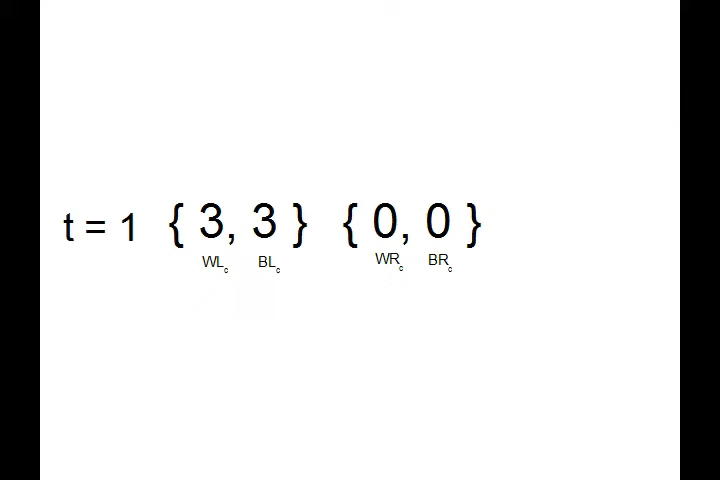 t = 1 { 3, 3 } { 0, 0 }
WLc BLc WRc BRc